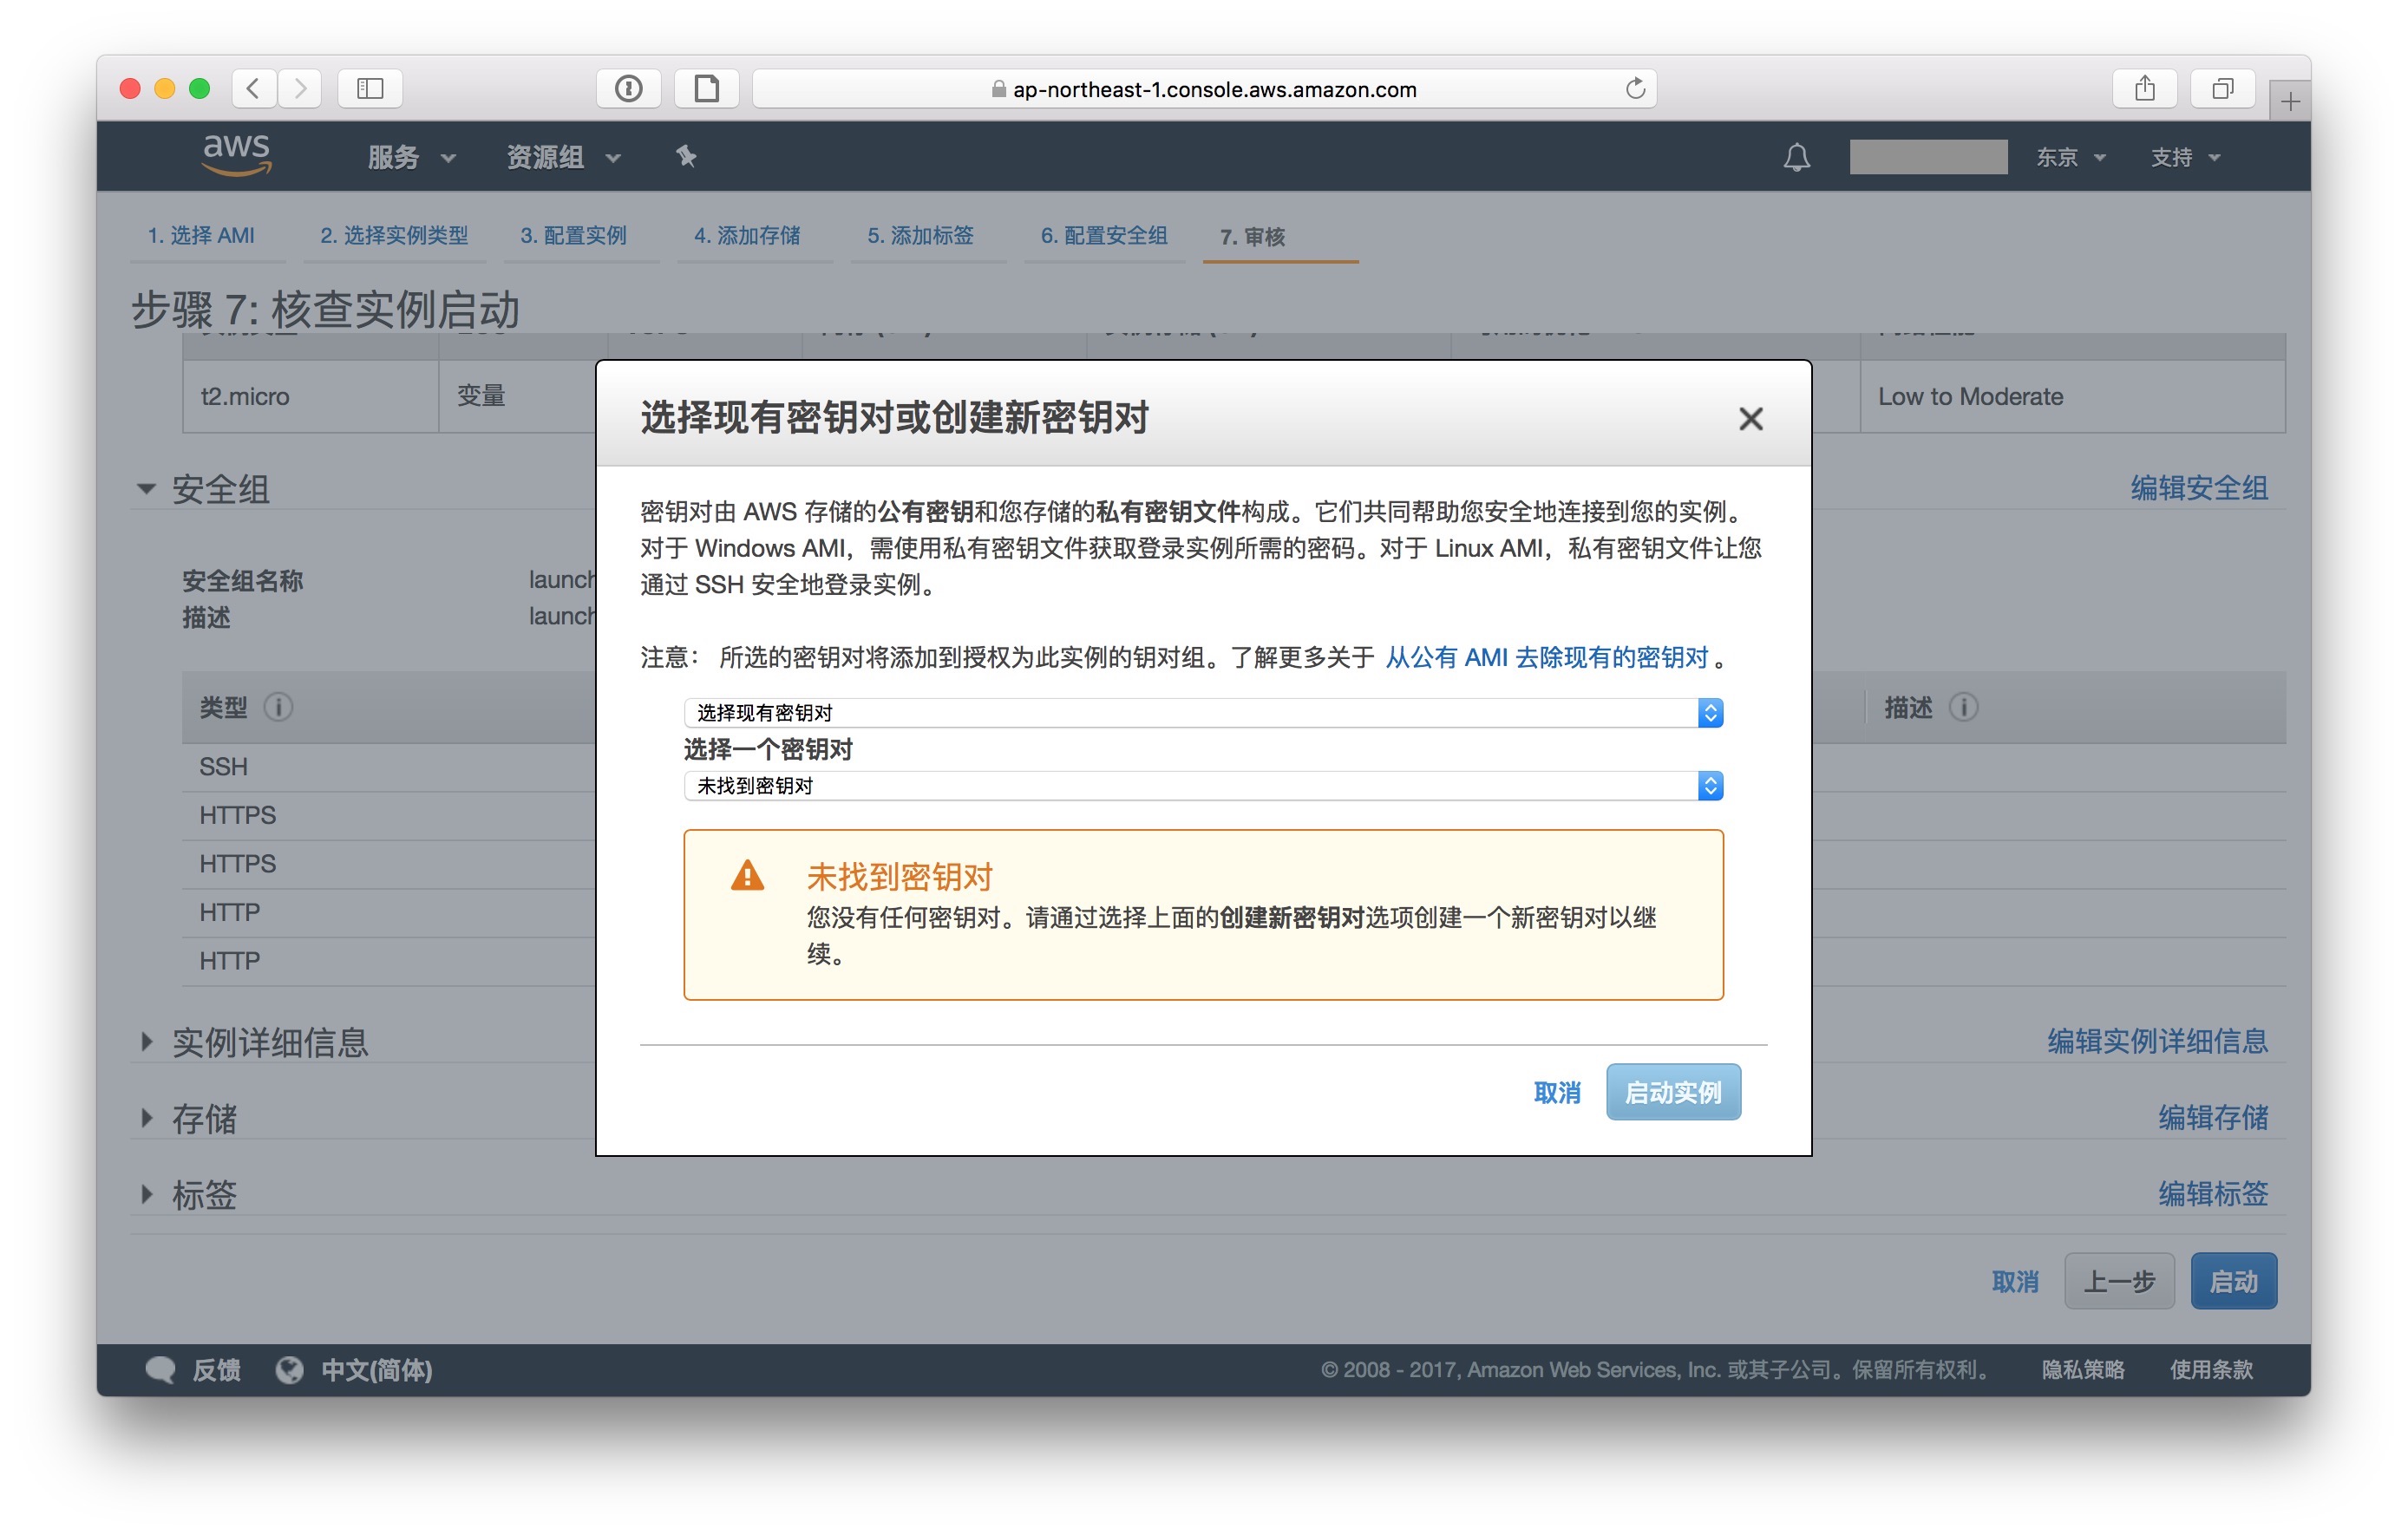 ap-northeast-1.console.aws.amazon.com
aws 服务 资源组 东京 支持
1. 选择 AMI 2. 选择实例类型 3. 配置实例 4. 添加存储 5. 添加标签 6. 配置安全组 7. 审核
步骤 7: 核查实例启动
t2.micro 变量 Low to Moderate
安全组 编辑安全组
安全组名称 launch
描述 launch
类型 描述
SSH
HTTPS
HTTPS
HTTP
HTTP
实例详细信息 编辑实例详细信息
存储 编辑存储
标签 编辑标签
取消 上一步 启动
选择现有密钥对或创建新密钥对
密钥对由 AWS 存储的公有密钥和您存储的私有密钥文件构成。它们共同帮助您安全地连接到您的实例。
对于 Windows AMI，需使用私有密钥文件获取登录实例所需的密码。对于 Linux AMI，私有密钥文件让您
通过 SSH 安全地登录实例。
注意： 所选的密钥对将添加到授权为此实例的钥对组。了解更多关于 从公有 AMI 去除现有的密钥对 。
选择现有密钥对
选择一个密钥对
未找到密钥对
未找到密钥对
您没有任何密钥对。请通过选择上面的创建新密钥对选项创建一个新密钥对以继
续。
取消 启动实例
反馈 中文(简体) © 2008 - 2017, Amazon Web Services, Inc. 或其子公司。保留所有权利。 隐私策略 使用条款